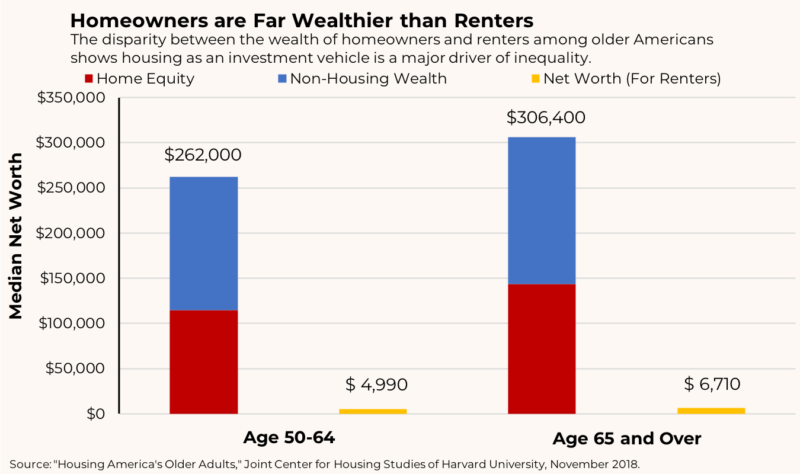 Homeowners are Far Wealthier than Renters
The disparity between the wealth of homeowners and renters among older Americans
shows housing as an investment vehicle is a major driver of inequality.
Home Equity Non-Housing Wealth Net Worth (For Renters)
Median Net Worth
$350,000
$300,000
$250,000
$200,000
$150,000
$100,000
$50,000
$0
$262,000
$ 4,990
$306,400
$ 6,710
Age 50-64
Age 65 and Over
Source: "Housing America's Older Adults," Joint Center for Housing Studies of Harvard University, November 2018.